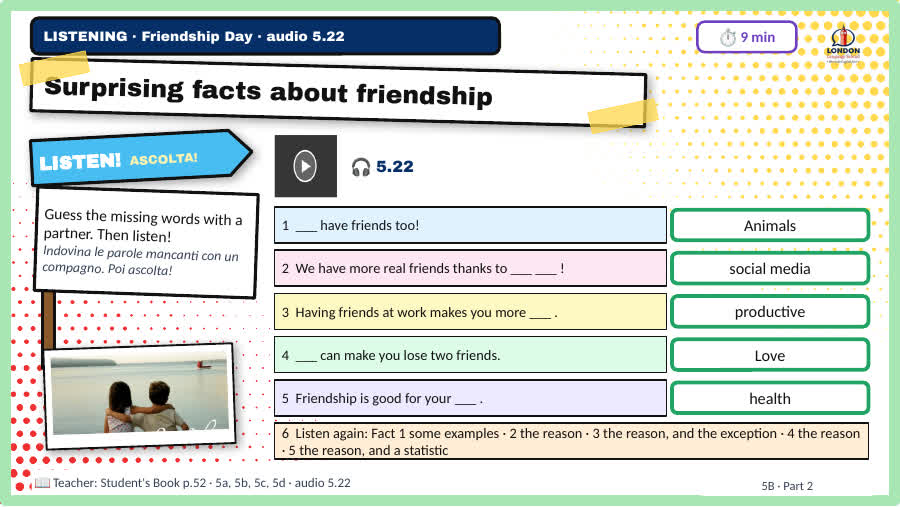 LISTENING · Friendship Day · audio 5.22
⏱️ 9 min
LONDON
Surprising facts about friendship
LISTEN! ASCOLTA!
🎧 5.22
Guess the missing words with a
partner. Then listen!
Indovina le parole mancanti con un
compagno. Poi ascolta!
1 ___ have friends too!
Animals
2 We have more real friends thanks to ___ ___ !
social media
3 Having friends at work makes you more ___ .
productive
4 ___ can make you lose two friends.
Love
5 Friendship is good for your ___ .
health
6 Listen again: Fact 1 some examples · 2 the reason · 3 the reason, and the exception · 4 the reason
· 5 the reason, and a statistic
📖 Teacher: Student's Book p.52 · 5a, 5b, 5c, 5d · audio 5.22
5B · Part 2